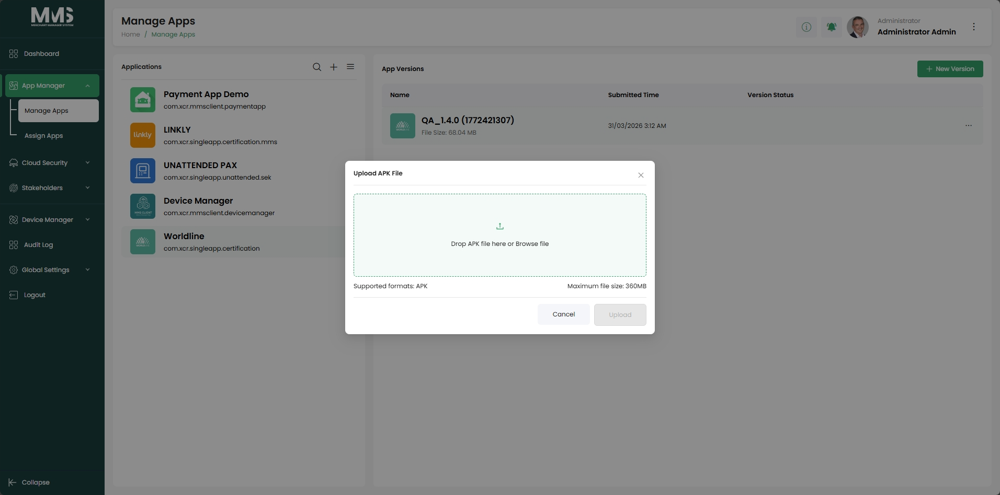 MMS
MERCHANT MANAGER SYSTEM
Dashboard
App Manager
Manage Apps
Assign Apps
Cloud Security
Stakeholders
Device Manager
Audit Log
Global Settings
Logout
Collapse
Manage Apps
Home / Manage Apps
Administrator
Administrator Admin
Applications
Payment App Demo
com.xcr.mmsclient.paymentapp
linkly
LINKLY
com.xcr.singleapp.certification.mms
UNATTENDED PAX
com.xcr.singleapp.unattended.sek
MMS CLIENT
Device Manager
com.xcr.mmsclient.devicemanager
Worldline
com.xcr.singleapp.certification
App Versions
New Version
Name Submitted Time Version Status
QA_1.4.0 (1772421307)
File Size: 68.04 MB
31/03/2026 3:12 AM
Upload APK File
Drop APK file here or Browse file
Supported formats: APK Maximum file size: 360MB
Cancel Upload